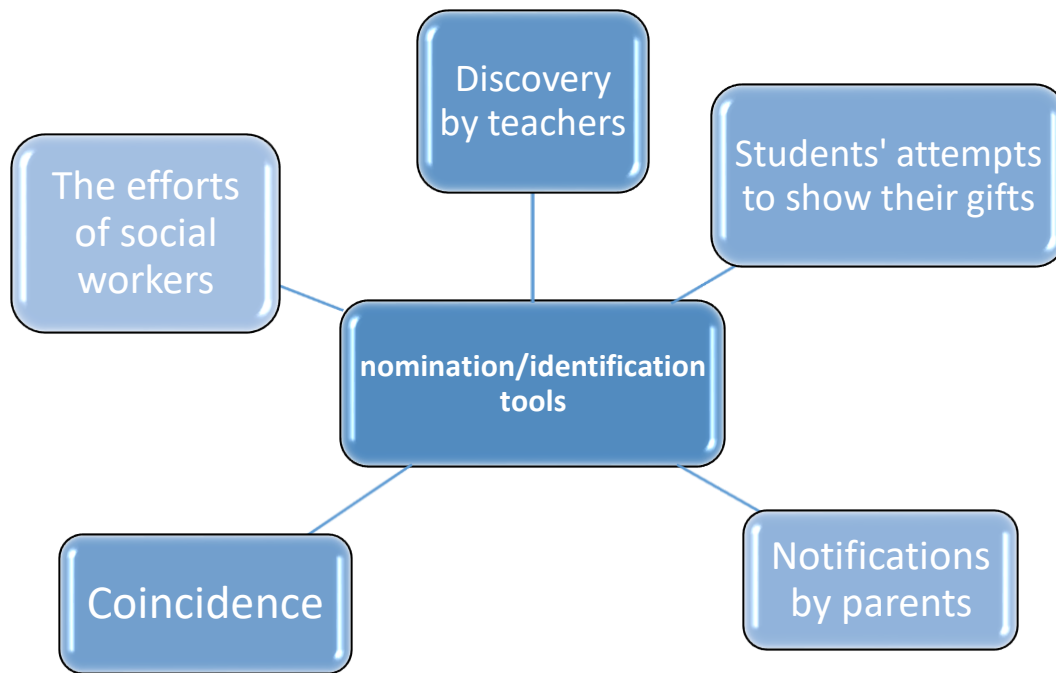 Discovery
by teachers
Students' attempts
to show their gifts
The efforts
of social
workers
nomination/identification
tools
Notifications
by parents
Coincidence